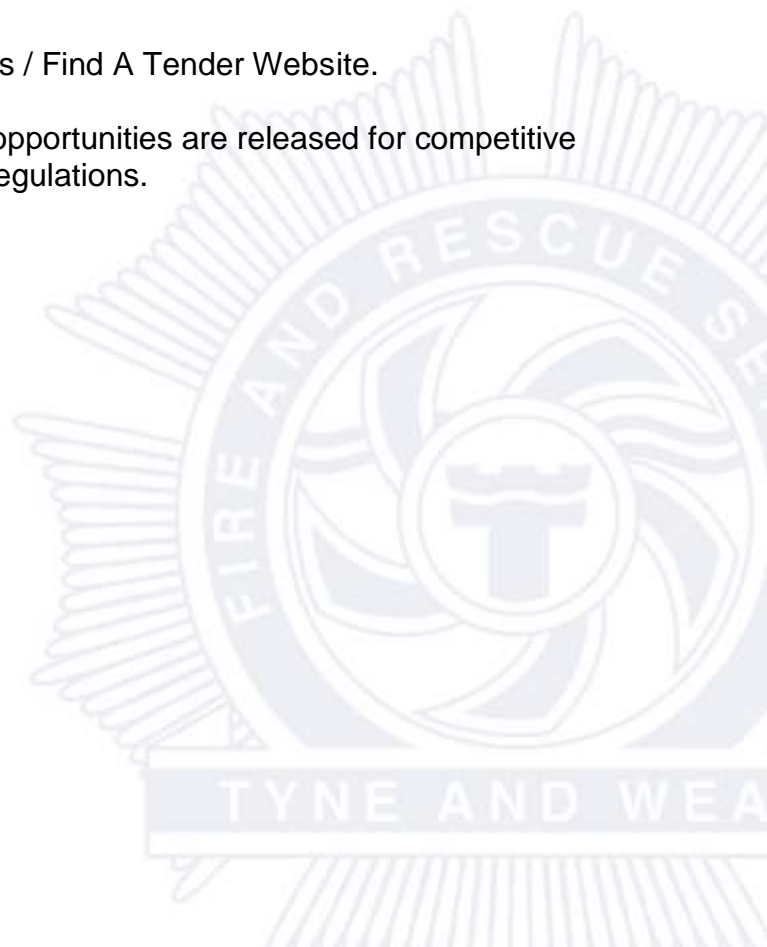 s / Find A Tender Website.
opportunities are released for competitive
egulations.
FIRE AND RESCUE SE
TYNE AND WEA